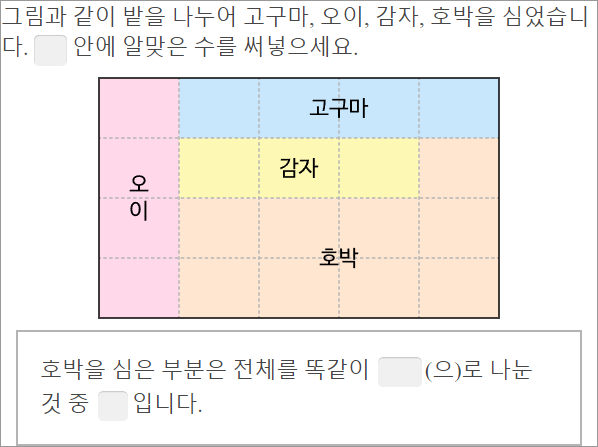 그림과 같이 밭을 나누어 고구마, 오이, 감자, 호박을 심었습니
다. 안에 알맞은 수를 써넣으세요.
고구마
감자
오
이
호박
호박을 심은 부분은 전체를 똑같이 (으)로 나눈
것 중 입니다.